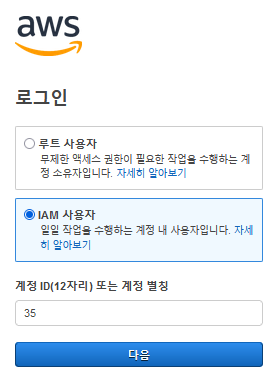 aws
로그인
루트 사용자
무제한 액세스 권한이 필요한 작업을 수행하는 계
정 소유자입니다. 자세히 알아보기
IAM 사용자
일일 작업을 수행하는 계정 내 사용자입니다. 자세
히 알아보기
계정 ID(12자리) 또는 계정 별칭
35
다음